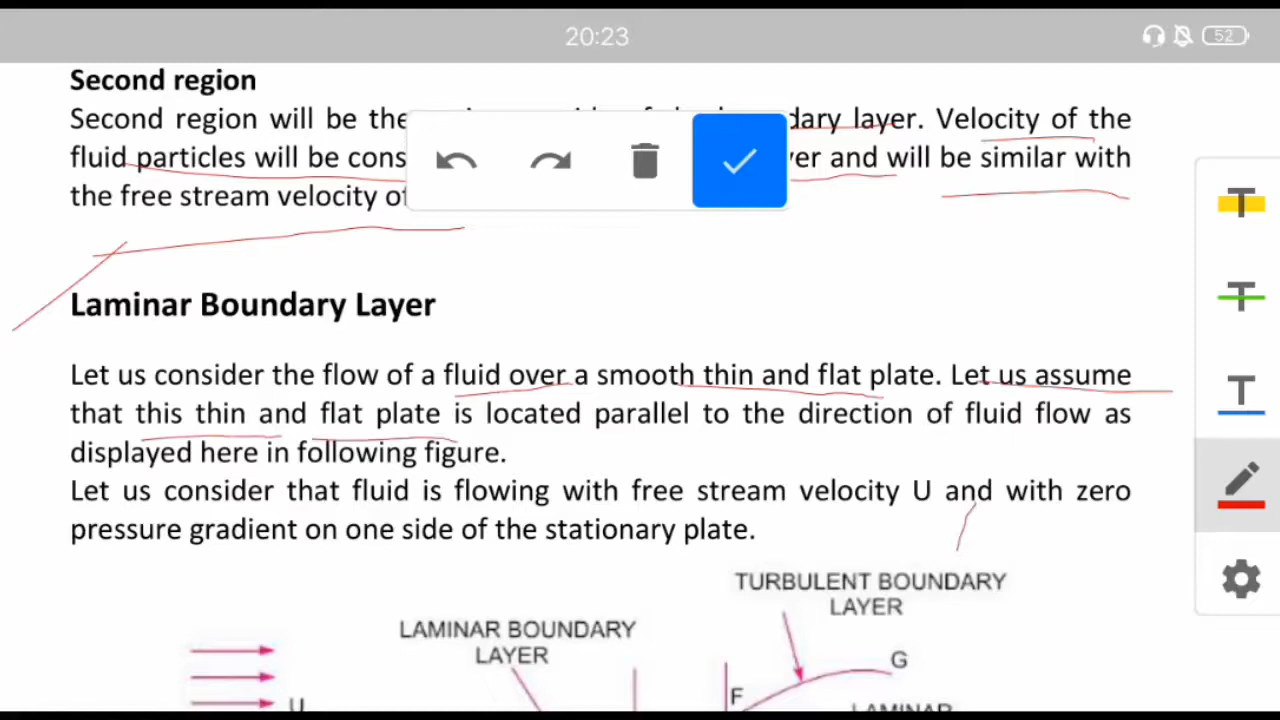 20:23
52
Second region
Second region will be the dary layer. Velocity of the
fluid particles will be cons er and will be similar with
the free stream velocity of
Laminar Boundary Layer
Let us consider the flow of a fluid over a smooth thin and flat plate. Let us assume
that this thin and flat plate is located parallel to the direction of fluid flow as
displayed here in following figure.
Let us consider that fluid is flowing with free stream velocity U and with zero
pressure gradient on one side of the stationary plate.
TURBULENT BOUNDARY
LAYER
LAMINAR BOUNDARY
LAYER
G
F
U
LAMINAR